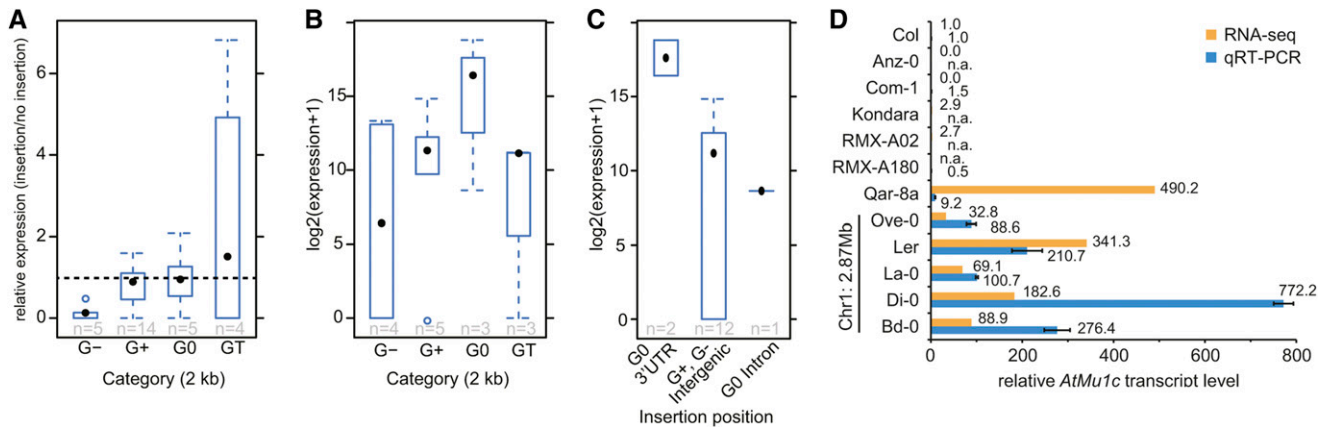 A
relative expression (insertion/no insertion)
6
4
2
0
n=5 n=14 n=5 n=4
G− G+ G0 GT
Category (2 kb)
B
log2(expression+1)
15
10
5
0
n=4 n=5 n=3 n=3
G− G+ G0 GT
Category (2 kb)
C
log2(expression+1)
15
10
5
0
n=2 n=12 n=1
G0 3'UTR
G+, G- Intergenic
G0 Intron
Insertion position
D
RNA-seq
qRT-PCR
Col 1.0 1.0
Anz-0 0.0 n.a.
Com-1 0.0 1.5
Kondara 2.9 n.a.
RMX-A02 2.7 n.a.
RMX-A180 n.a. 0.5
Qar-8a 490.2 9.2
Chr1: 2.87Mb
Ove-0 32.8 88.6
Ler 341.3 210.7
La-0 69.1 100.7
Di-0 182.6 772.2
Bd-0 88.9 276.4
0 200 400 600 800
relative AtMu1c transcript level